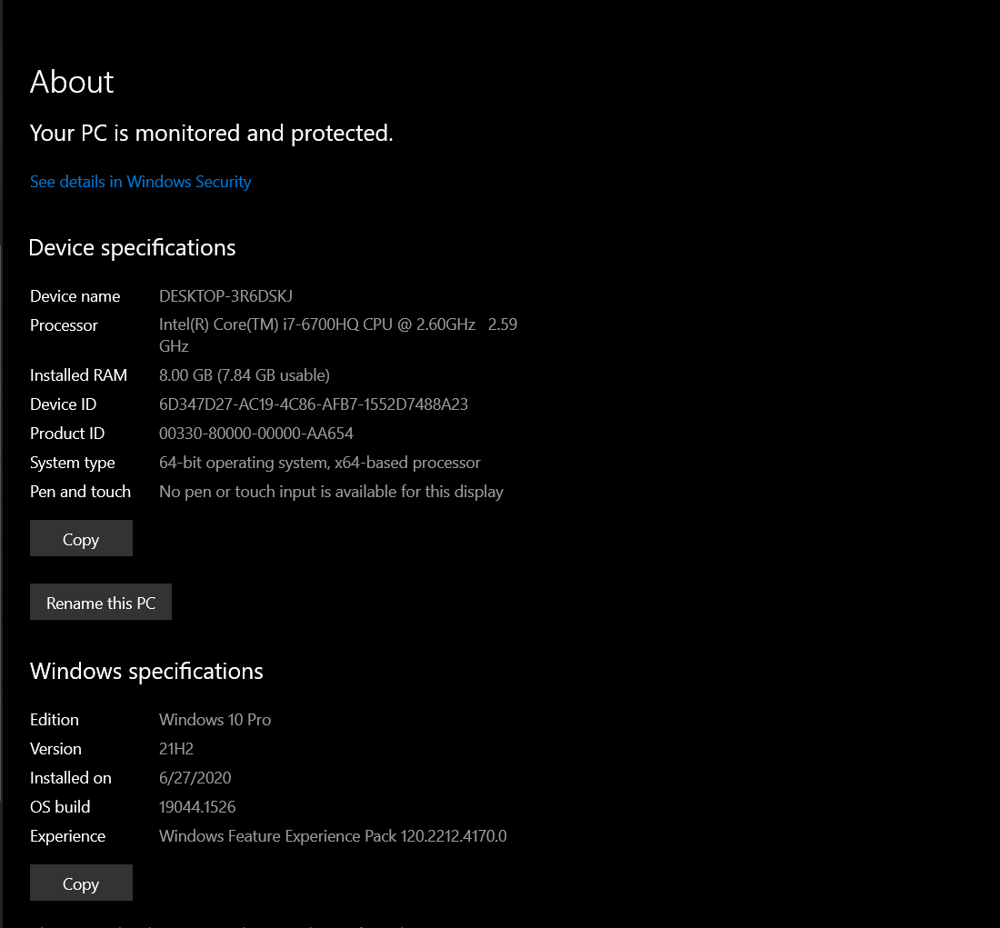 About
Your PC is monitored and protected.
See details in Windows Security
Device specifications
Device name DESKTOP-3R6DSKJ
Processor Intel(R) Core(TM) i7-6700HQ CPU @ 2.60GHz 2.59
GHz
Installed RAM 8.00 GB (7.84 GB usable)
Device ID 6D347D27-AC19-4C86-AFB7-1552D7488A23
Product ID 00330-80000-00000-AA654
System type 64-bit operating system, x64-based processor
Pen and touch No pen or touch input is available for this display
Copy
Rename this PC
Windows specifications
Edition Windows 10 Pro
Version 21H2
Installed on 6/27/2020
OS build 19044.1526
Experience Windows Feature Experience Pack 120.2212.4170.0
Copy